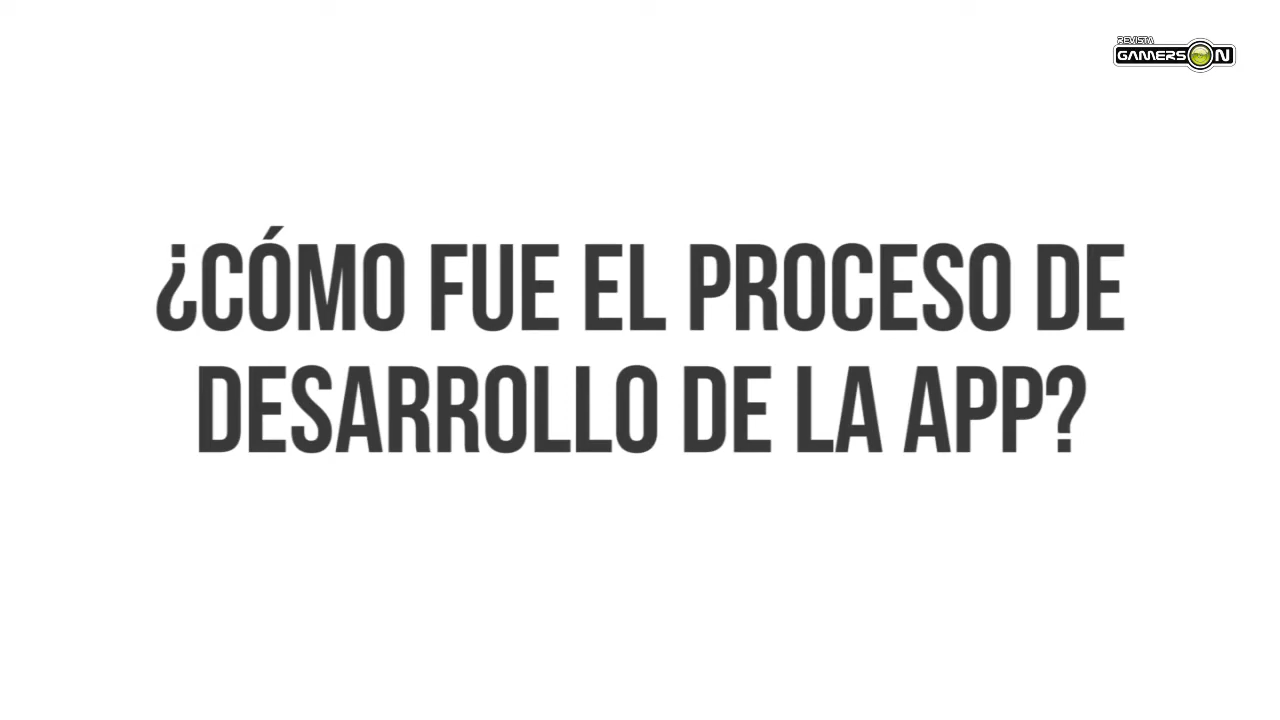 REVISTA
GAMERSON
¿CÓMO FUE EL PROCESO DE
DESARROLLO DE LA APP?